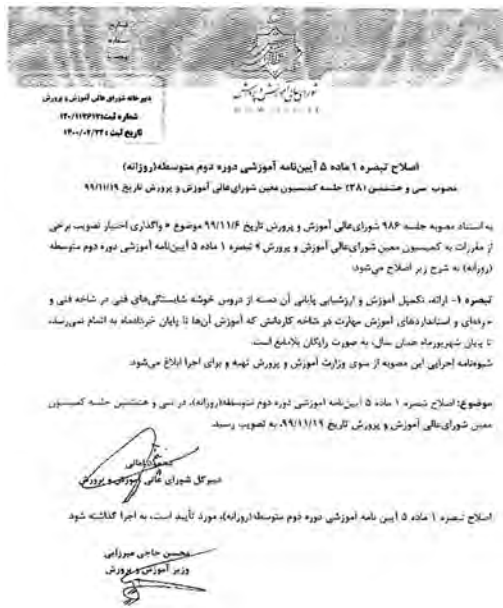 شماره
تاریخ
پیوست
شورای عالی آموزش و پرورش
دبیرخانه شورای عالی آموزش و پرورش
تاریخ ثبت: ۱۴۰۰/۰۲/۲۲
اصلاح تبصره ۱ ماده ۵ آیین‌نامه آموزشی دوره دوم متوسطه(روزانه)
مصوب سی و هشتمین (۳۸) جلسه کمیسیون معین شورای‌عالی آموزش و پرورش تاریخ ۹۹/۱۱/۱۹
به استناد مصوبه جلسه ۹۸۶ شورای‌عالی آموزش و پرورش تاریخ ۹۹/۱۱/۶ موضوع « واگذاری اختیار تصویب برخی
از مقررات به کمیسیون معین شورای‌عالی آموزش و پرورش » تبصره ۱ ماده ۵ آیین‌نامه آموزشی دوره دوم متوسطه
(روزانه) به شرح زیر اصلاح می‌شود:
تبصره ۱- ارائه، تکمیل آموزش و ارزشیابی پایانی آن دسته از دروس خوشه شایستگی‌های فنی در شاخه فنی و
حرفه‌ای و استانداردهای آموزش مهارت در شاخه کاردانش که آموزش آن‌ها تا پایان خردادماه به اتمام نمی‌رسد،
تا پایان شهریورماه همان سال، به صورت رایگان بلامانع است.
شیوه‌نامه اجرایی این مصوبه از سوی وزارت آموزش و پرورش تهیه و برای اجرا ابلاغ می‌شود.
موضوع: اصلاح تبصره ۱ ماده ۵ آیین‌نامه آموزشی دوره دوم متوسطه(روزانه)، در سی و هشتمین جلسه کمیسیون
معین شورای‌عالی آموزش و پرورش تاریخ ۹۹/۱۱/۱۹، به تصویب رسید.
محمود امانی
دبیرکل شورای عالی آموزش و پرورش
اصلاح تبصره ۱ ماده ۵ آیین نامه آموزشی دوره دوم متوسطه(روزانه)، مورد تأیید است، به اجرا گذاشته شود.
محسن حاجی میرزایی
وزیر آموزش و پرورش